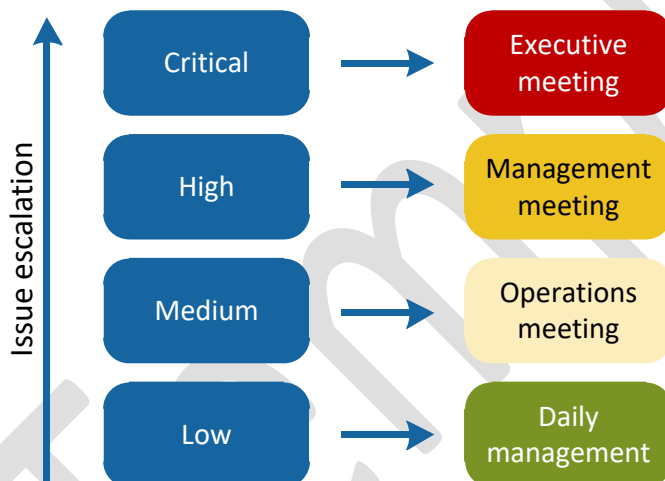 Issue escalation
Critical
Executive
meeting
High
Management
meeting
Medium
Operations
meeting
Low
Daily
management